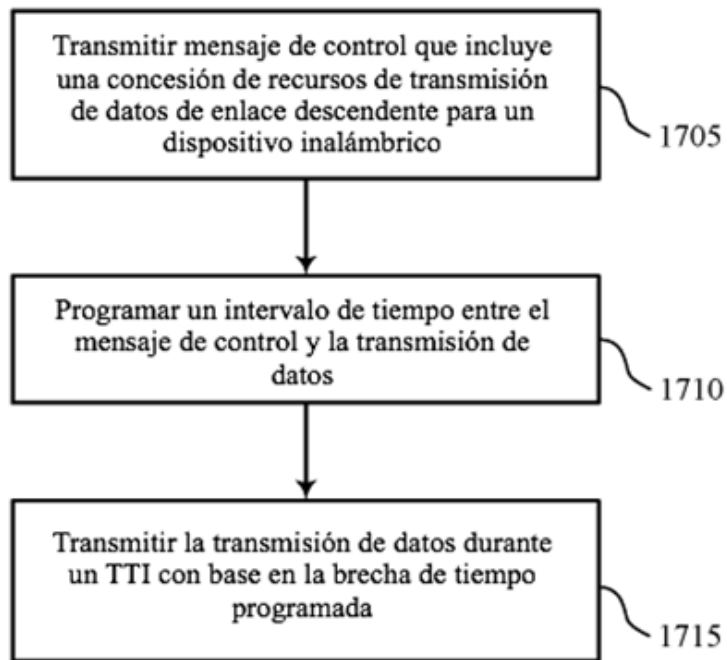 Transmitir mensaje de control que incluye
una concesión de recursos de transmisión
de datos de enlace descendente para un
dispositivo inalámbrico
1705
Programar un intervalo de tiempo entre el
mensaje de control y la transmisión de
datos
1710
Transmitir la transmisión de datos durante
un TTI con base en la brecha de tiempo
programada
1715